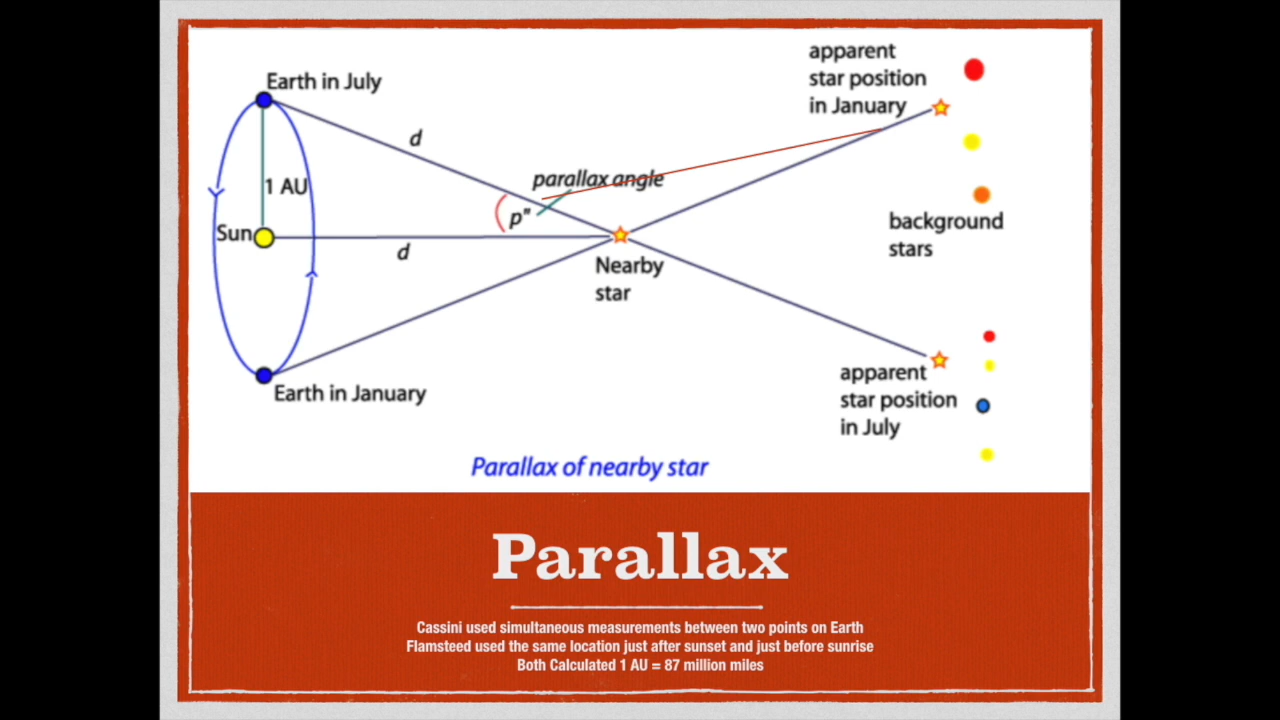 Earth in July
apparent
star position
in January
d
parallax angle
1 AU
p"
Sun
background
stars
d
Nearby
star
Earth in January
apparent
star position
in July
Parallax of nearby star
Parallax
Cassini used simultaneous measurements between two points on Earth
Flamsteed used the same location just after sunset and just before sunrise
Both Calculated 1 AU = 87 million miles